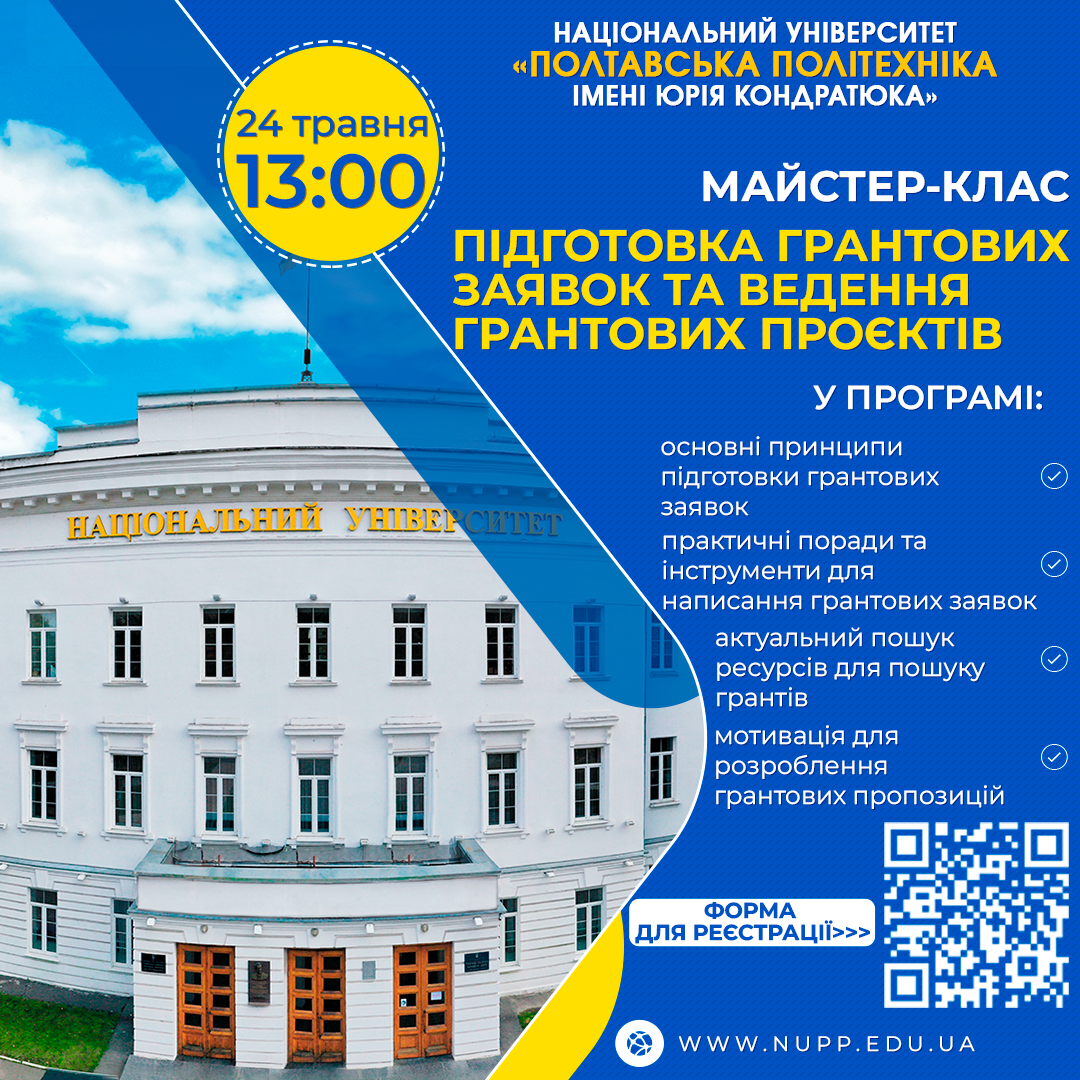 НАЦІОНАЛЬНИЙ УНІВЕРСИТЕТ
«ПОЛТАВСЬКА ПОЛІТЕХНІКА
ІМЕНІ ЮРІЯ КОНДРАТЮКА»
24 травня
13:00
МАЙСТЕР-КЛАС
ПІДГОТОВКА ГРАНТОВИХ
ЗАЯВОК ТА ВЕДЕННЯ
ГРАНТОВИХ ПРОЄКТІВ
У ПРОГРАМІ:
основні принципи
підготовки грантових
заявок
практичні поради та
інструменти для
написання грантових заявок
актуальний пошук
ресурсів для пошуку
грантів
мотивація для
розроблення
грантових пропозицій
НАЦІОНАЛЬНИЙ УНІВЕРСИТЕТ
ФОРМА
ДЛЯ РЕЄСТРАЦІЇ>>>
WWW.NUPP.EDU.UA